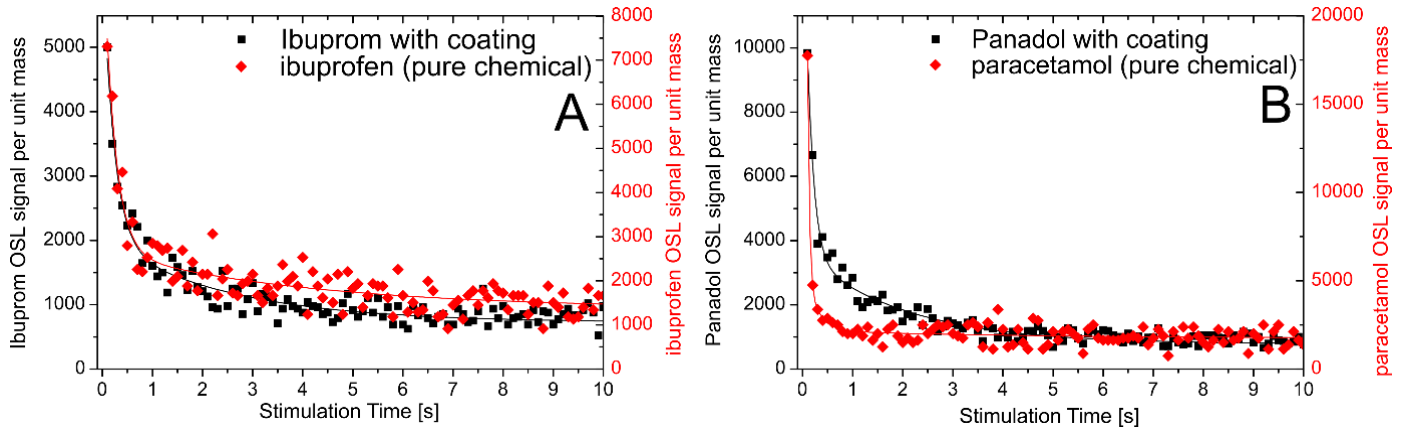 Ibuprom OSL signal per unit mass
5000
4000
3000
2000
1000
0
Ibuprom with coating
ibuprofen (pure chemical)
A
8000
7000
6000
5000
4000
3000
2000
1000
0
ibuprofen OSL signal per unit mass
0 1 2 3 4 5 6 7 8 9 10
Stimulation Time [s]
Panadol OSL signal per unit mass
10000
8000
6000
4000
2000
0
Panadol with coating
paracetamol (pure chemical)
B
20000
15000
10000
5000
0
paracetamol OSL signal per unit mass
0 1 2 3 4 5 6 7 8 9 10
Stimulation Time [s]